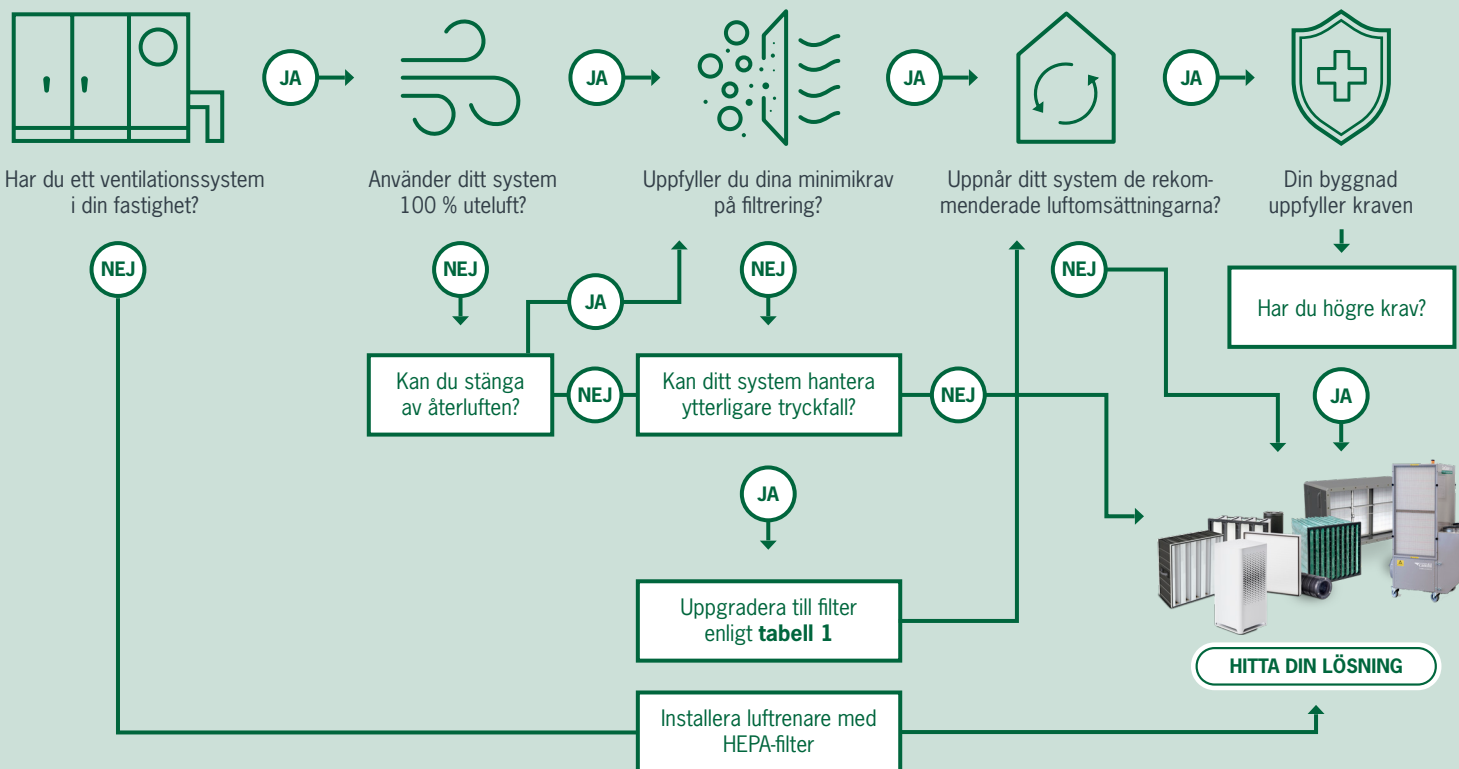 JA
JA
JA
JA
Har du ett ventilationssystem
i din fastighet?
Använder ditt system
100 % uteluft?
Uppfyller du dina minimikrav
på filtrering?
Uppnår ditt system de rekom-
menderade luftomsättningarna?
Din byggnad
uppfyller kraven
NEJ
NEJ
JA
NEJ
NEJ
Har du högre krav?
Kan du stänga
av återluften?
NEJ
Kan ditt system hantera
ytterligare tryckfall?
NEJ
JA
JA
Uppgradera till filter
enligt tabell 1
HITTA DIN LÖSNING
Installera luftrenare med
HEPA-filter